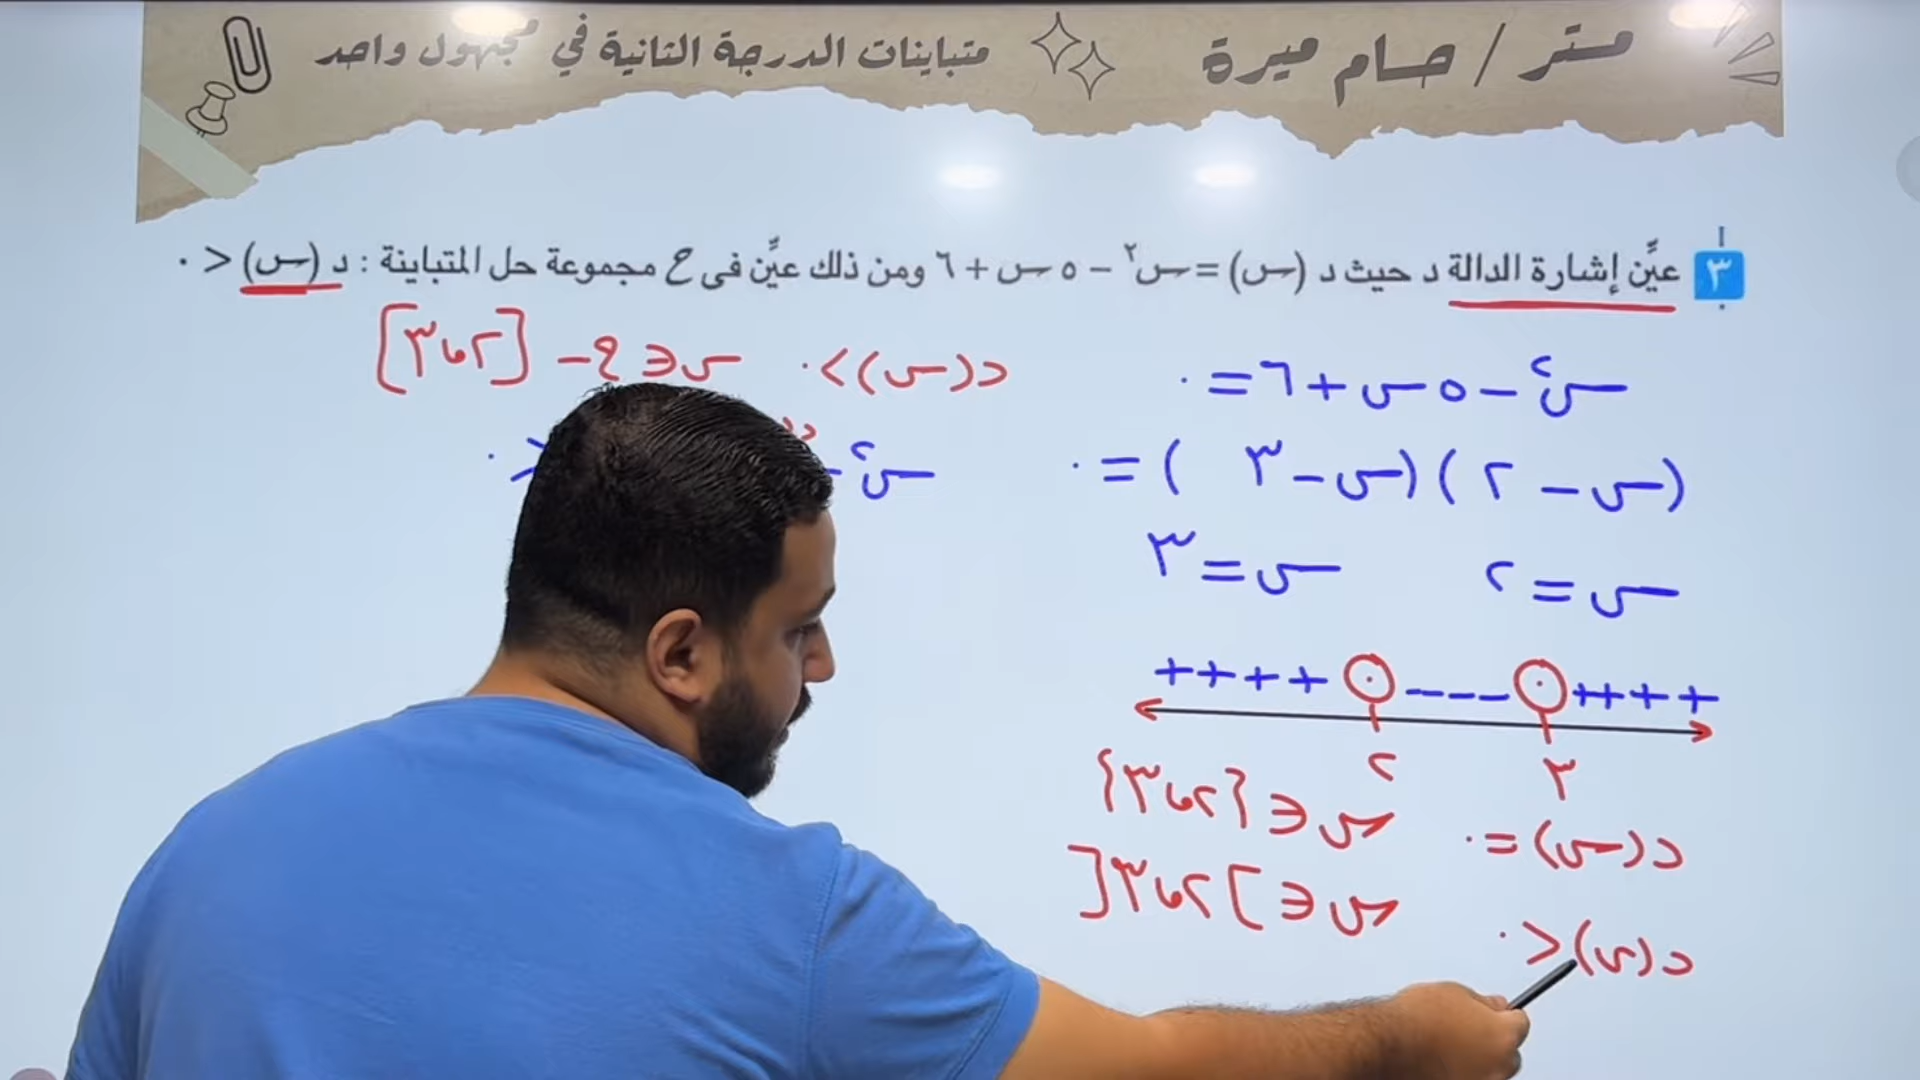 مستر / حسام ميرة
متباينات الدرجة الثانية في مجهول واحد
٣ عيِّن إشارة الدالة د حيث د (س) = س٢ − ٥ س + ٦ ومن ذلك عيِّن فى ح مجموعة حل المتباينة : د (س) > ٠
س٢ − ٥ س + ٦ = ٠
(س − ٢) (س − ٣) = ٠
س = ٢ س = ٣
++++ ⊙ −−−− ⊙ ++++
٢ ٣
د(س) = ٠ س ∈ {٢، ٣}
د(س) > ٠ س ∈ ]٢، ٣[
د(س) < ٠ س ∈ ح − [٢، ٣]
س٢ −
٠